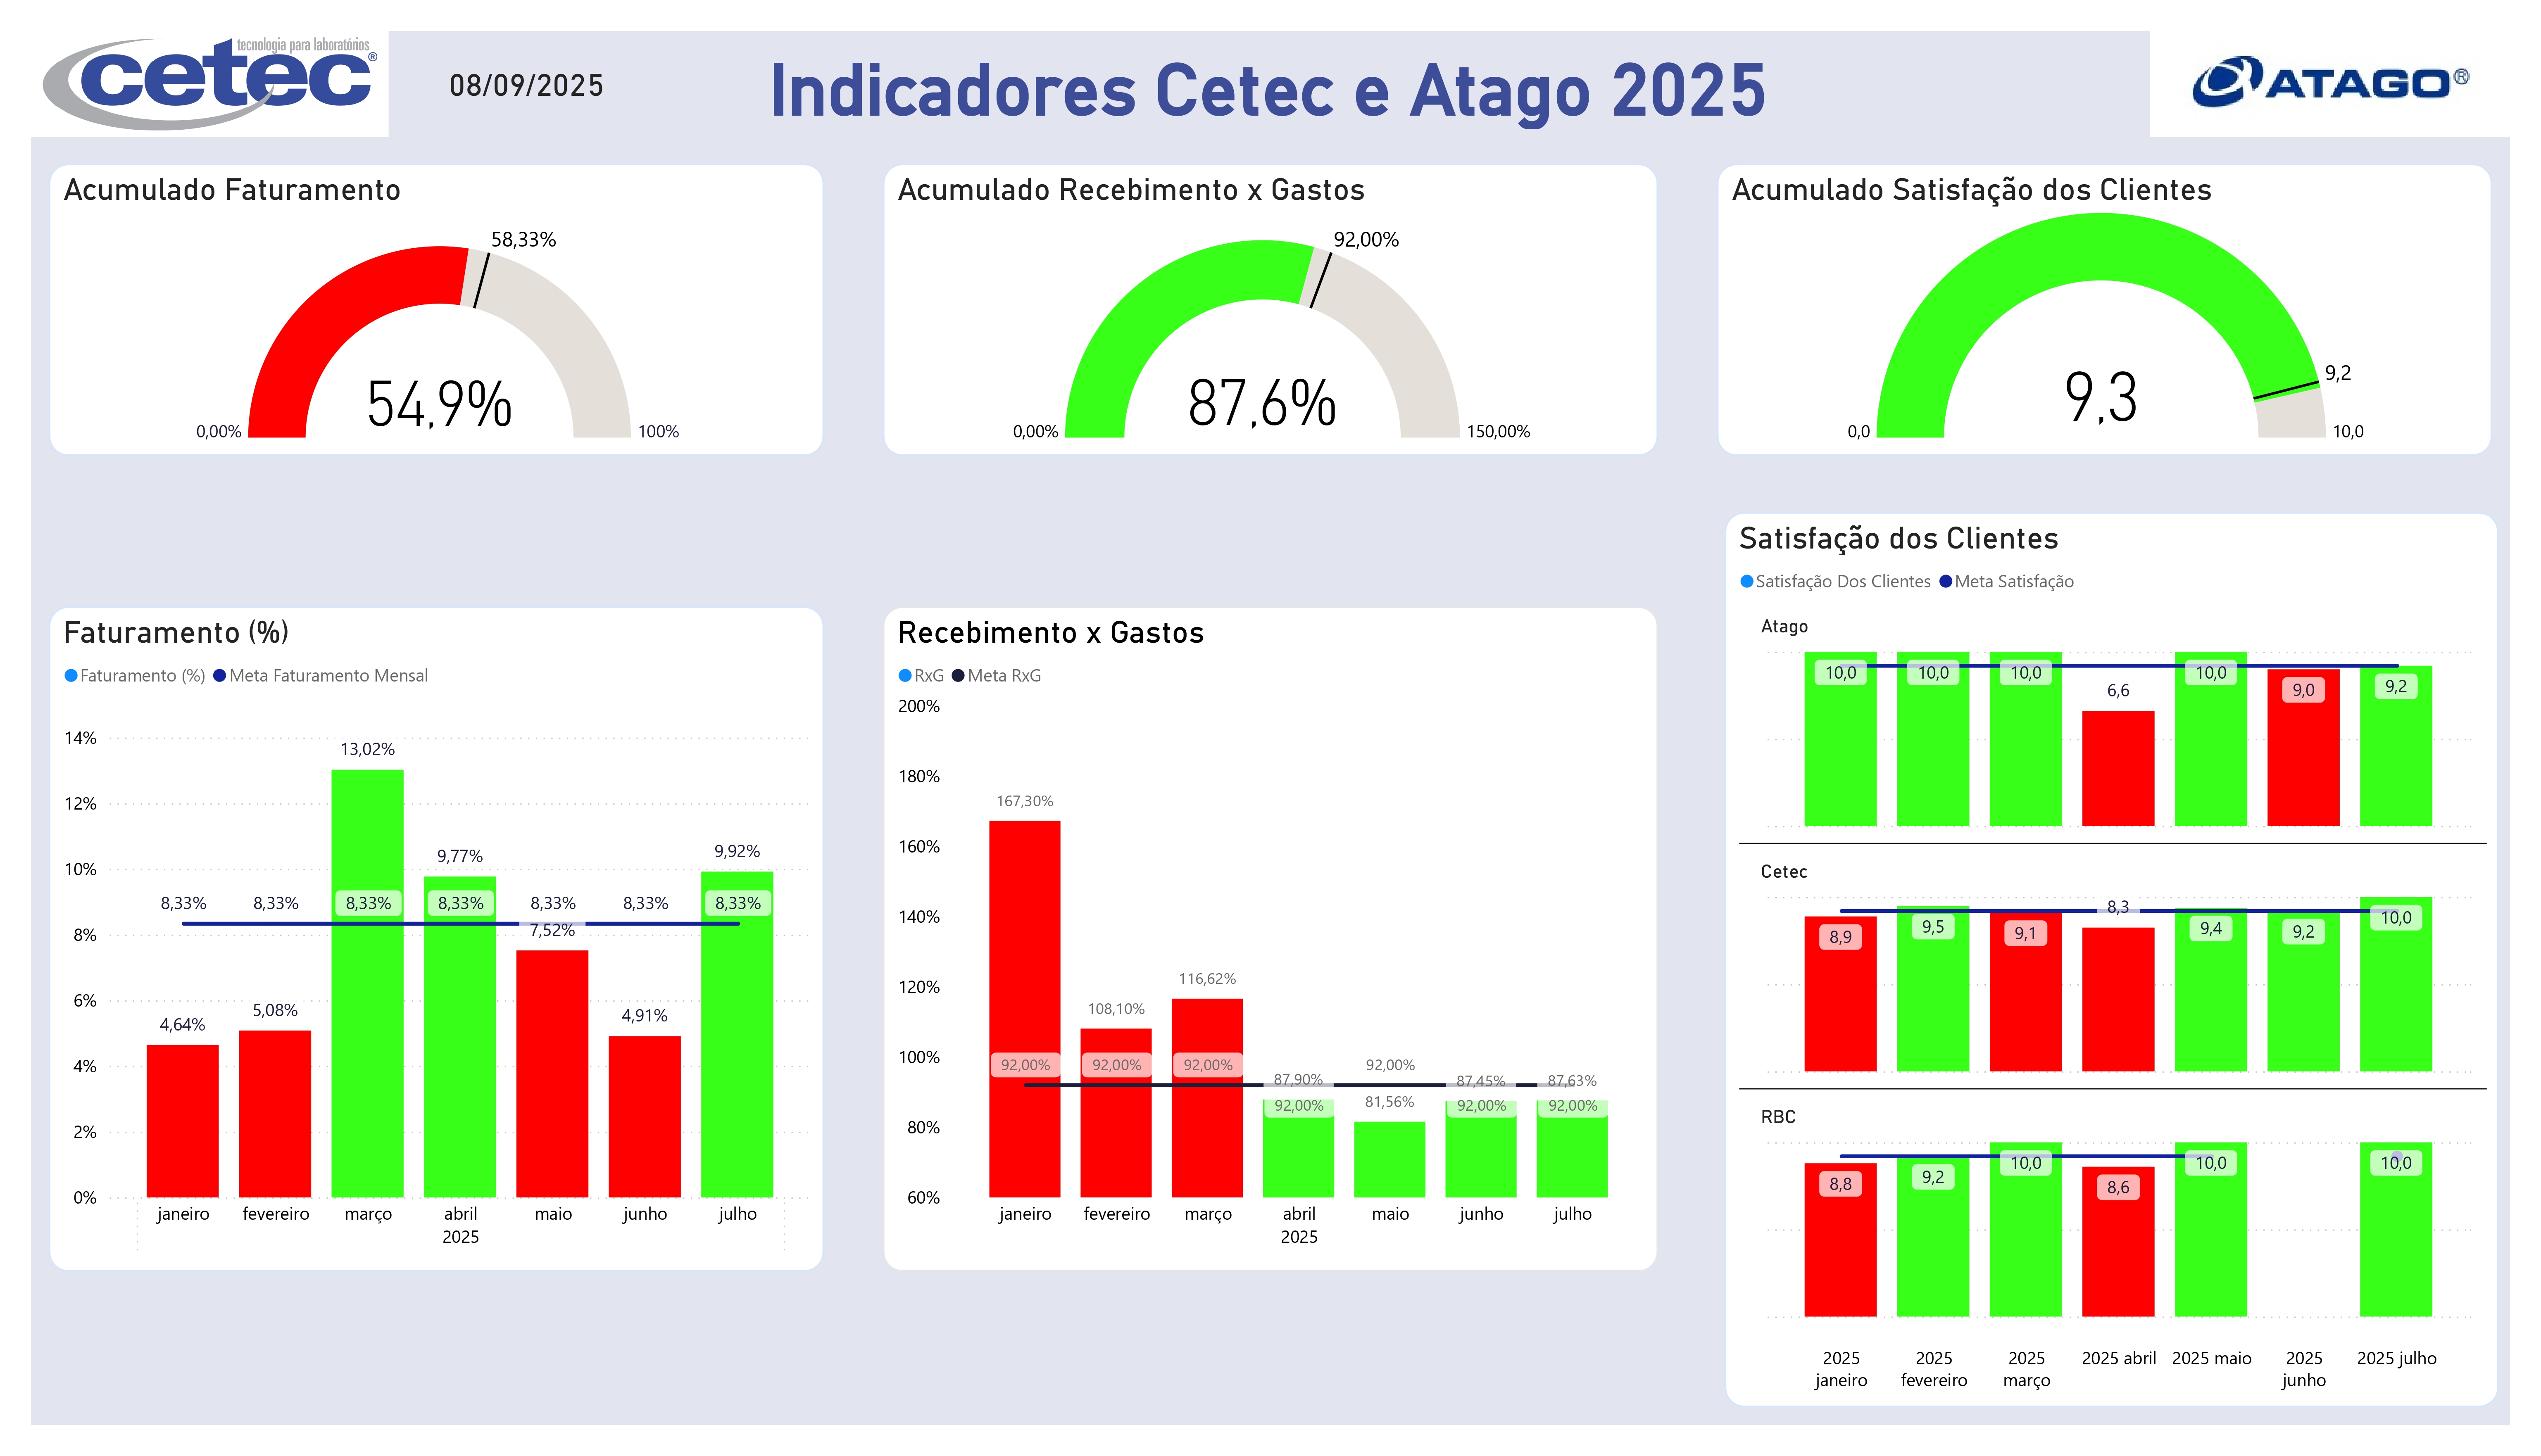 tecnologia para laboratórios
cetec®
08/09/2025
Indicadores Cetec e Atago 2025
ATAGO®
Acumulado Faturamento
58,33%
54,9%
0,00%
100%
Acumulado Recebimento x Gastos
92,00%
87,6%
0,00%
150,00%
Acumulado Satisfação dos Clientes
9,2
9,3
0,0
10,0
Faturamento (%)
Faturamento (%) Meta Faturamento Mensal
14%
12%
10%
8%
6%
4%
2%
0%
13,02%
9,77%
9,92%
8,33% 8,33% 8,33% 8,33% 8,33% 8,33% 8,33%
7,52%
4,64%
5,08%
4,91%
janeiro fevereiro março abril maio junho julho
2025
Recebimento x Gastos
RxG Meta RxG
200%
180%
160%
140%
120%
100%
80%
60%
167,30%
108,10%
116,62%
92,00% 92,00% 92,00% 92,00%
87,90% 87,45% 87,63%
92,00% 81,56% 92,00% 92,00%
janeiro fevereiro março abril maio junho julho
2025
Satisfação dos Clientes
Satisfação Dos Clientes Meta Satisfação
Atago
10,0 10,0 10,0 6,6 10,0 9,0 9,2
Cetec
8,9 9,5 9,1 8,3 9,4 9,2 10,0
RBC
8,8 9,2 10,0 8,6 10,0 10,0
2025 2025 2025 2025 abril 2025 maio 2025 2025 julho
janeiro fevereiro março junho